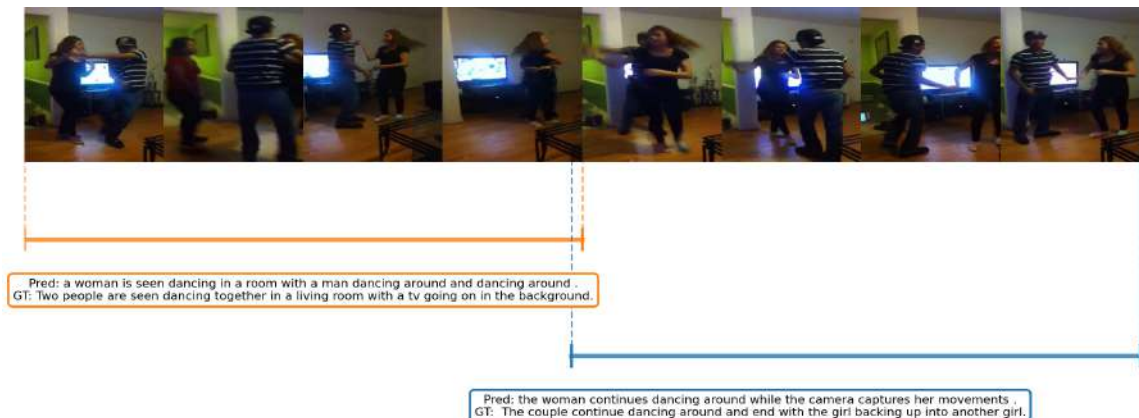 Pred: a woman is seen dancing in a room with a man dancing around and dancing around .
GT: Two people are seen dancing together in a living room with a tv going on in the background.
Pred: the woman continues dancing around while the camera captures her movements .
GT: The couple continue dancing around and end with the girl backing up into another girl.